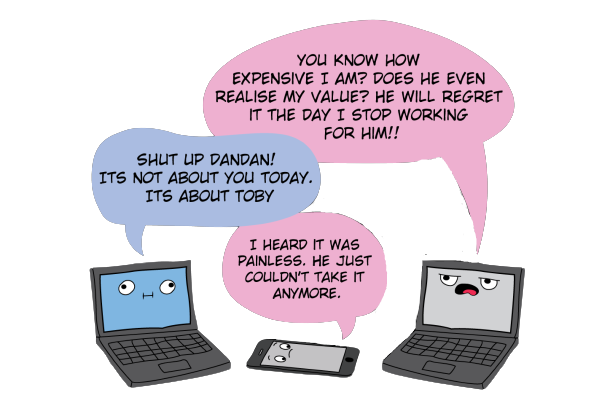 YOU KNOW HOW
EXPENSIVE I AM? DOES HE EVEN
REALISE MY VALUE? HE WILL REGRET
IT THE DAY I STOP WORKING
FOR HIM!!
SHUT UP DANDAN!
ITS NOT ABOUT YOU TODAY.
ITS ABOUT TOBY
I HEARD IT WAS
PAINLESS. HE JUST
COULDN'T TAKE IT
ANYMORE.